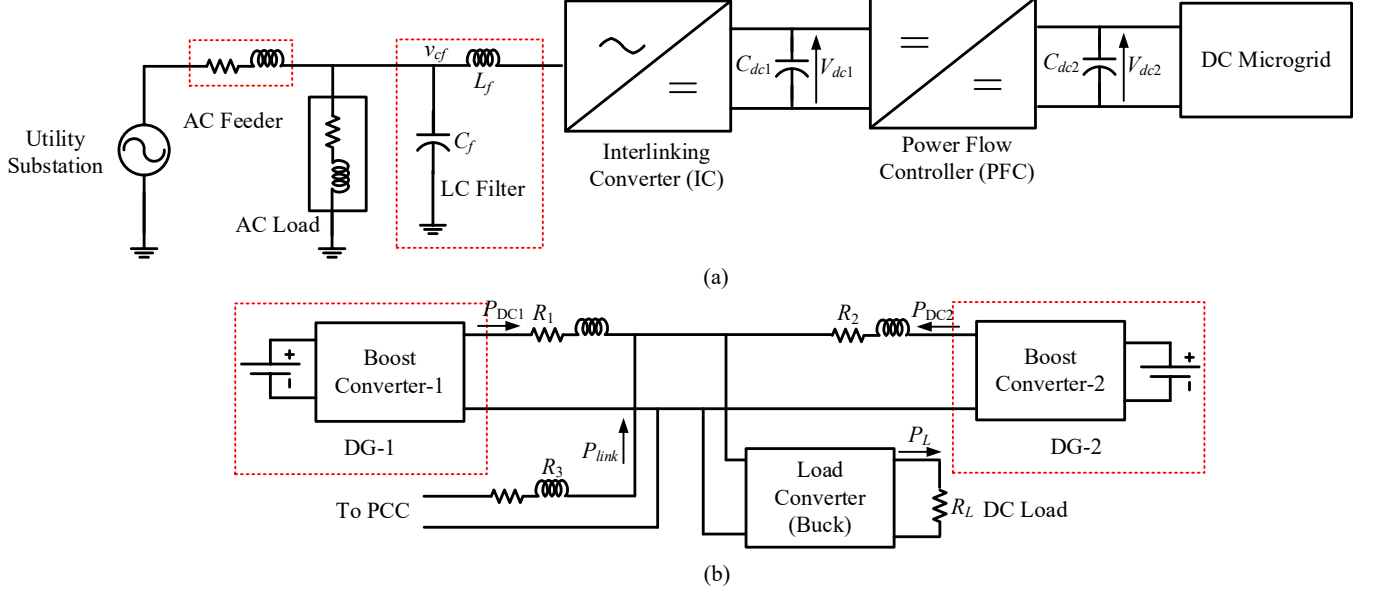 v_cf
L_f
AC Feeder
Utility
Substation
C_f
LC Filter
AC Load
Interlinking
Converter (IC)
C_dc1
V_dc1
Power Flow
Controller (PFC)
C_dc2
V_dc2
DC Microgrid
(a)
P_DC1
R_1
R_2
P_DC2
+
Boost
Converter-1
-
DG-1
Boost
Converter-2
+
-
DG-2
P_link
R_3
To PCC
Load
Converter
(Buck)
P_L
R_L DC Load
(b)